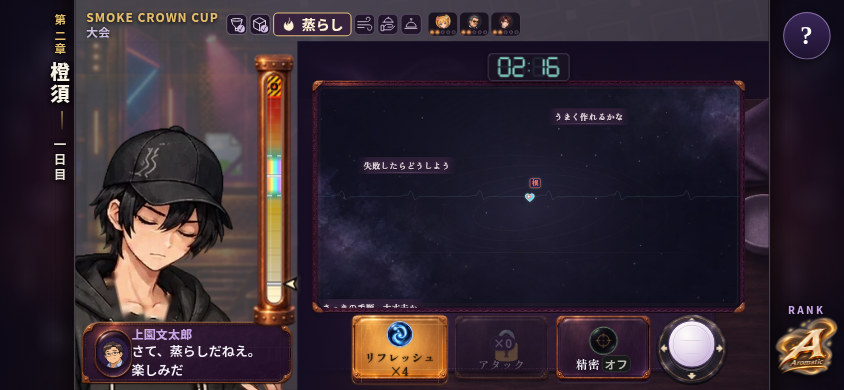 SMOKE CROWN CUP
大会
蒸らし
?
第二章
橙須
一日目
02:16
うまく作れるかな
失敗したらどうしよう
橙
上園文太郎
さて、蒸らしだねえ。
楽しみだ
リフレッシュ
×4
×0
アタック
精密 オフ
RANK
A
Aromatic